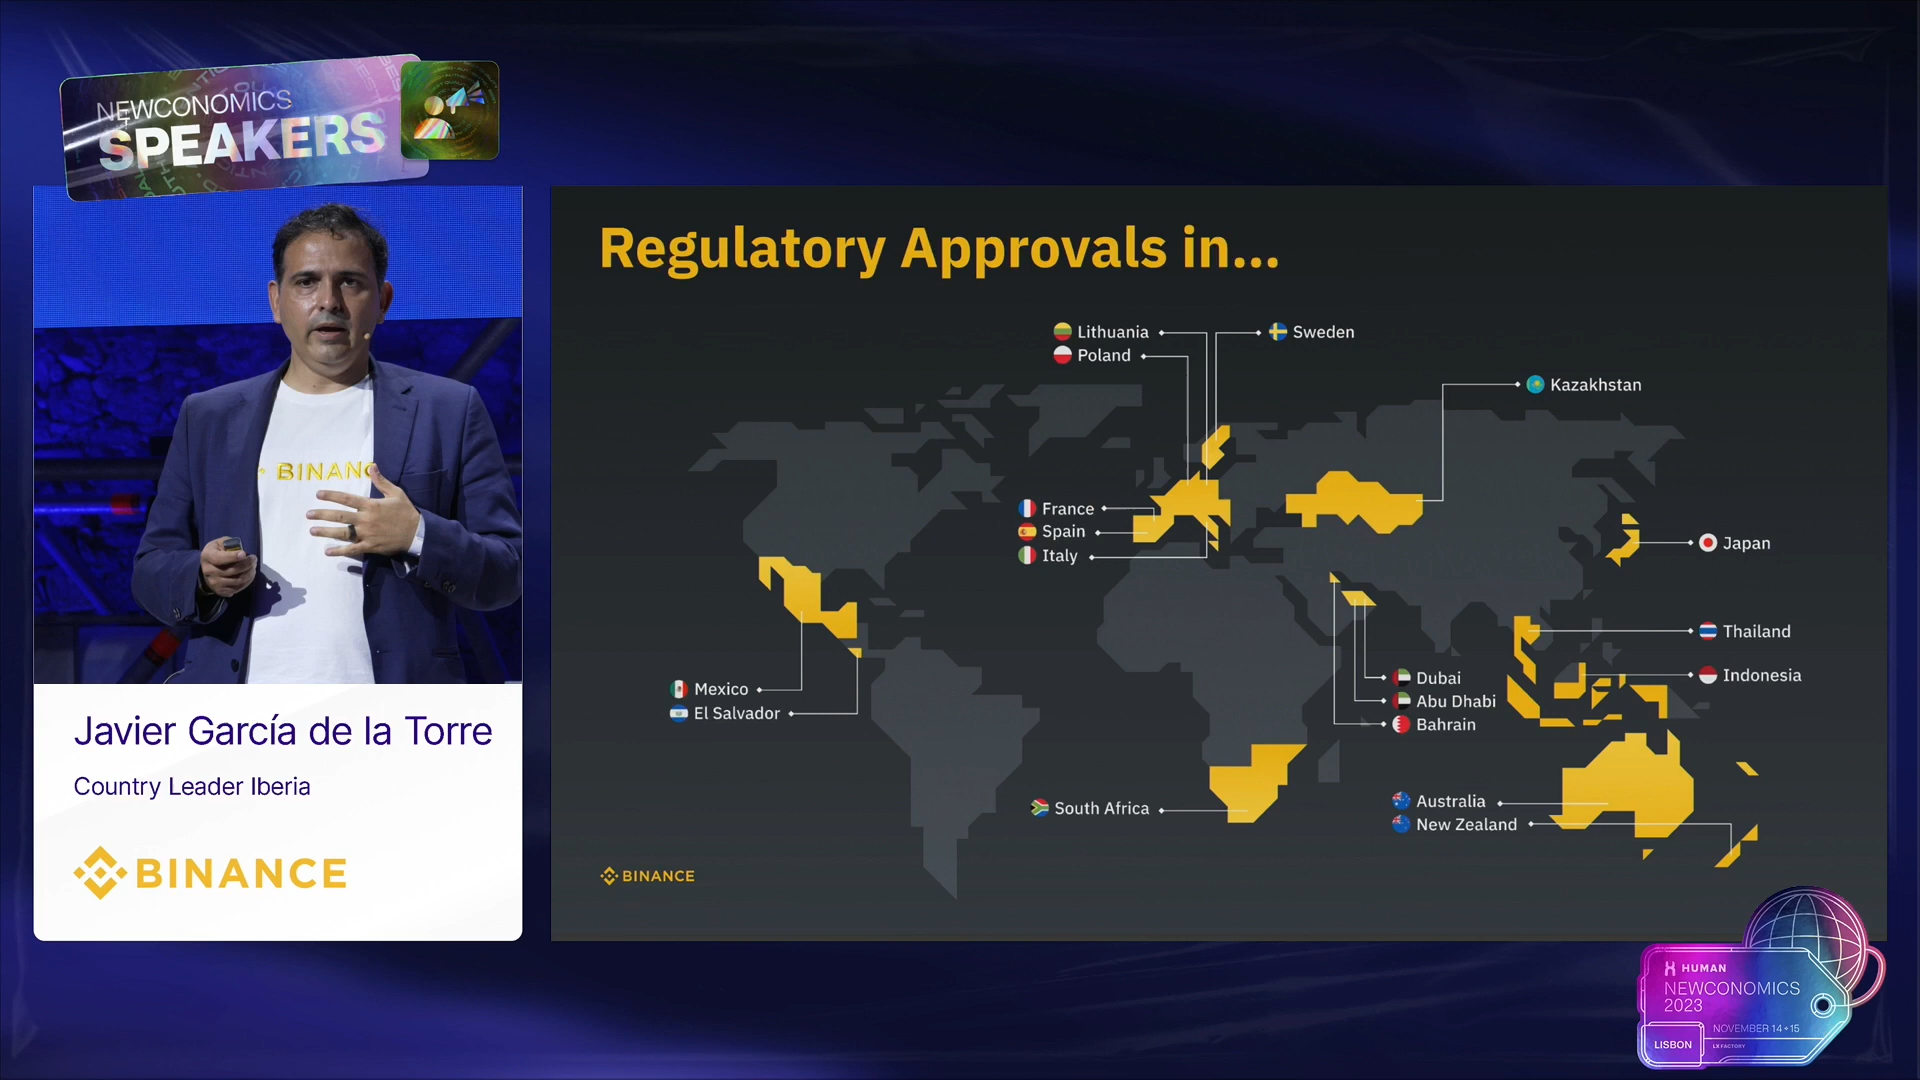 NEWCONOMICS
SPEAKERS
BINANC
Javier García de la Torre
Country Leader Iberia
BINANCE
Regulatory Approvals in...
Lithuania
Poland
Sweden
Kazakhstan
France
Spain
Italy
Japan
Thailand
Indonesia
Mexico
El Salvador
Dubai
Abu Dhabi
Bahrain
South Africa
Australia
New Zealand
BINANCE
HUMAN
NEWCONOMICS
2023
NOVEMBER 14+15
LISBON
LX FACTORY